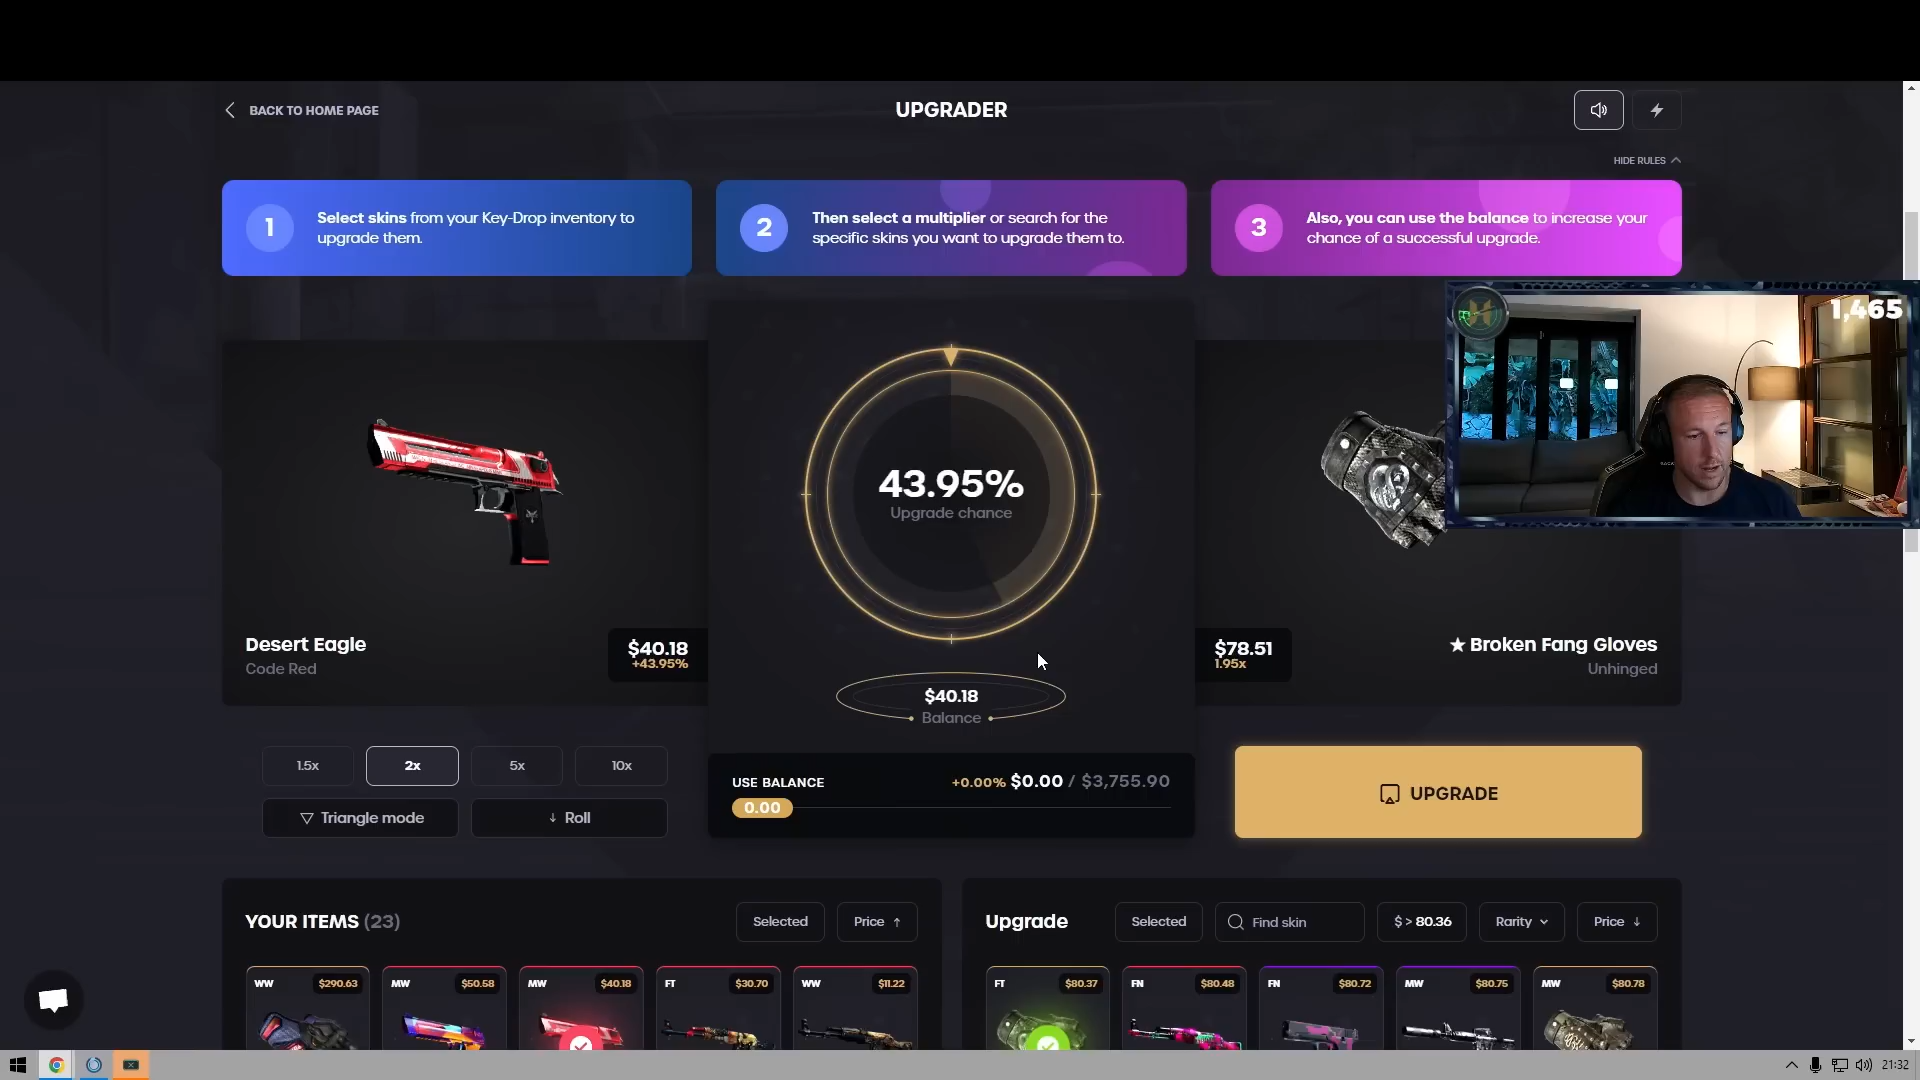 BACK TO HOME PAGE
UPGRADER
HIDE RULES
1
Select skins from your Key-Drop inventory to
upgrade them.
2
Then select a multiplier or search for the
specific skins you want to upgrade them to.
3
Also, you can use the balance to increase your
chance of a successful upgrade.
1,465
43.95%
Upgrade chance
Desert Eagle
Code Red
$40.18
+43.95%
$78.51
1.95x
★ Broken Fang Gloves
Unhinged
$40.18
Balance
1.5x
2x
5x
10x
Triangle mode
↓ Roll
USE BALANCE
+0.00% $0.00 / $3,755.90
0.00
UPGRADE
YOUR ITEMS (23)
Selected
Price ↑
Upgrade
Selected
Find skin
$ > 80.36
Rarity
Price ↓
WW $290.63
MW $50.58
MW $40.18
FT $30.70
WW $11.22
FT $80.37
FN $80.48
FN $80.72
MW $80.75
MW $80.78
21:32